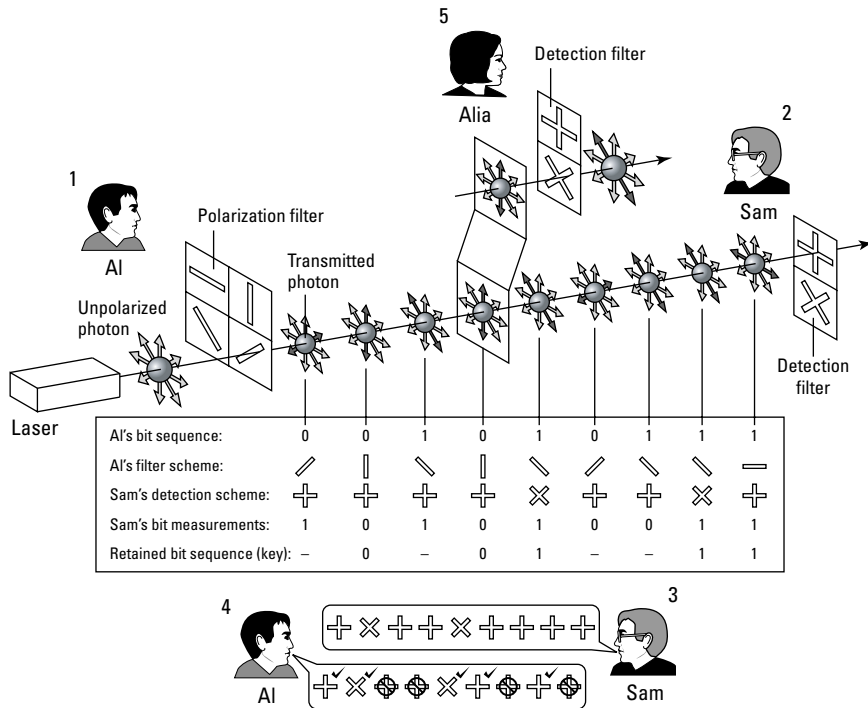 5
Alia
Detection filter
2
Sam
1
Al
Polarization filter
Transmitted
photon
Unpolarized
photon
Laser
Detection
filter
Al's bit sequence: 0 0 1 0 1 0 1 1 1
Al's filter scheme:
Sam's detection scheme:
Sam's bit measurements: 1 0 1 0 1 0 0 1 1
Retained bit sequence (key): – 0 – 0 1 – – 1 1
4
Al
3
Sam